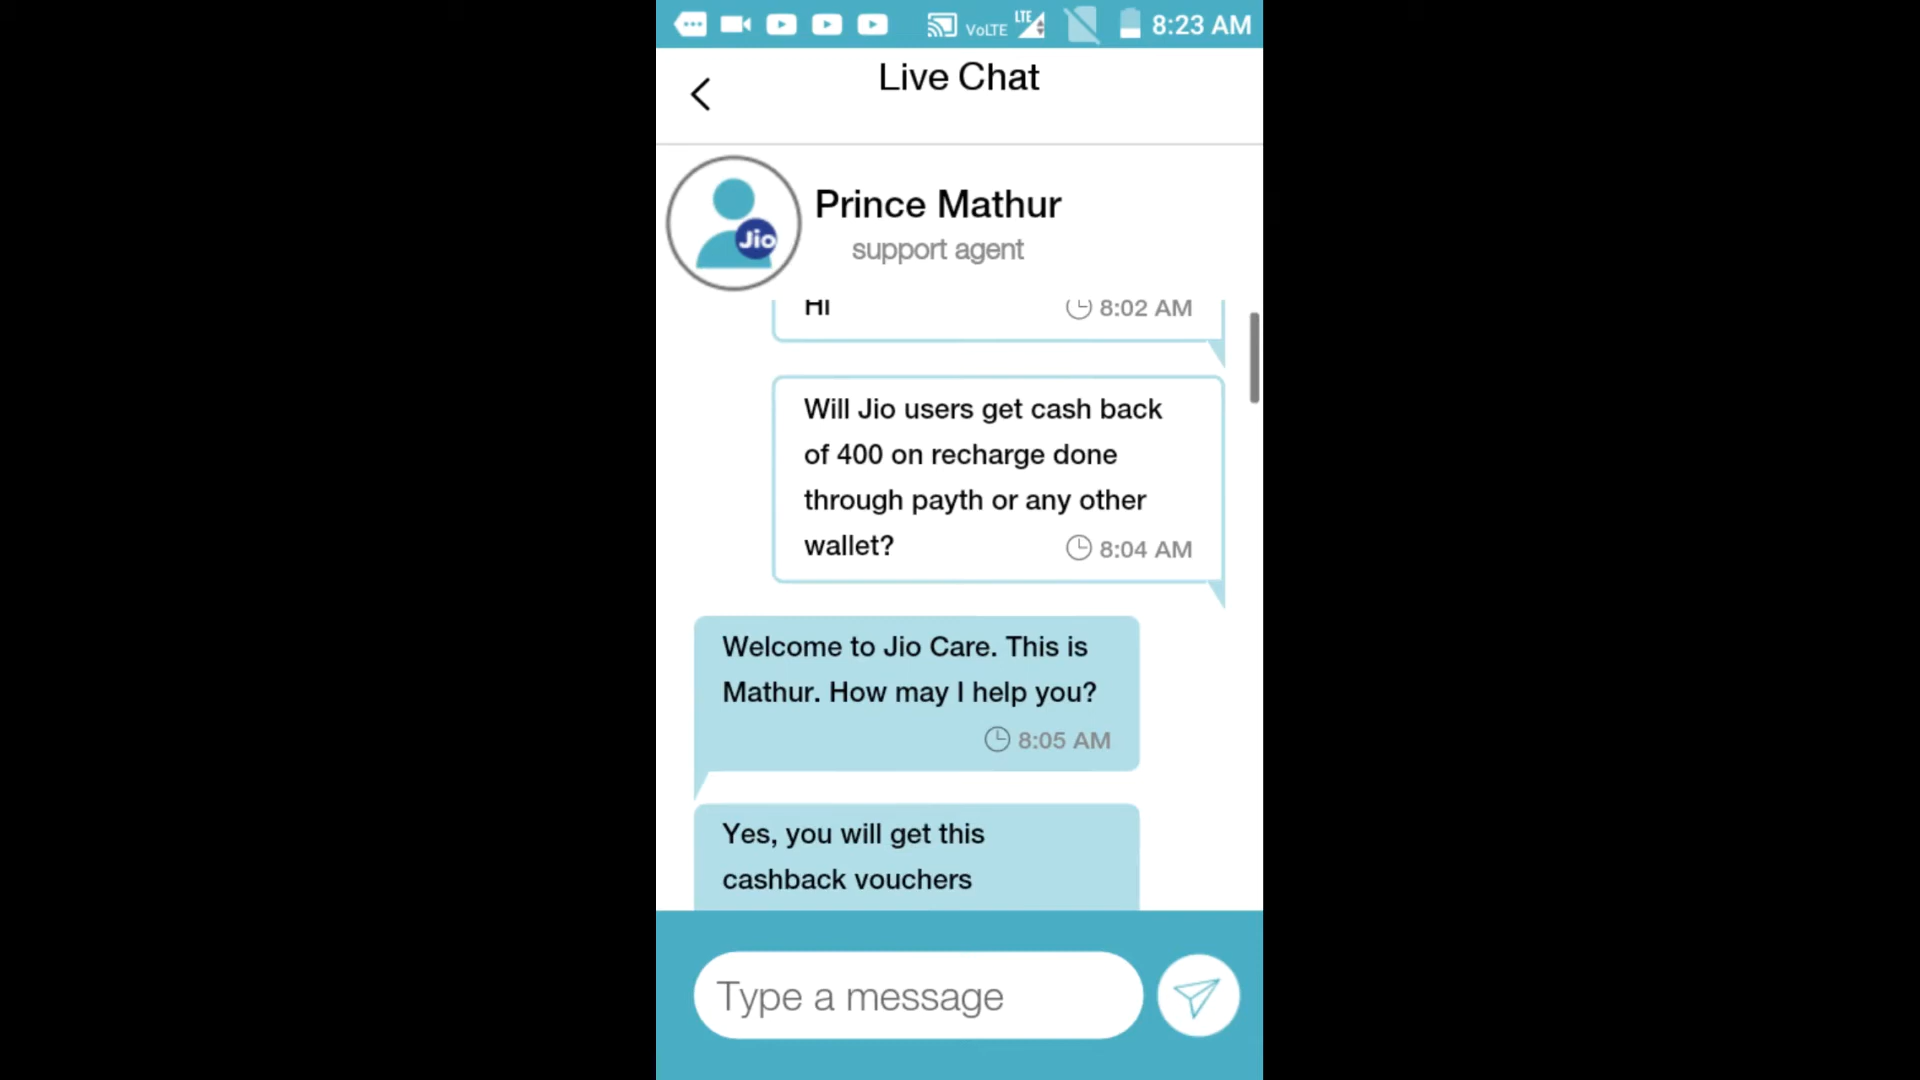 VoLTE LTE 8:23 AM
Live Chat
Jio
Prince Mathur
support agent
Hi 8:02 AM
Will Jio users get cash back
of 400 on recharge done
through payth or any other
wallet? 8:04 AM
Welcome to Jio Care. This is
Mathur. How may I help you?
8:05 AM
Yes, you will get this
cashback vouchers
Type a message